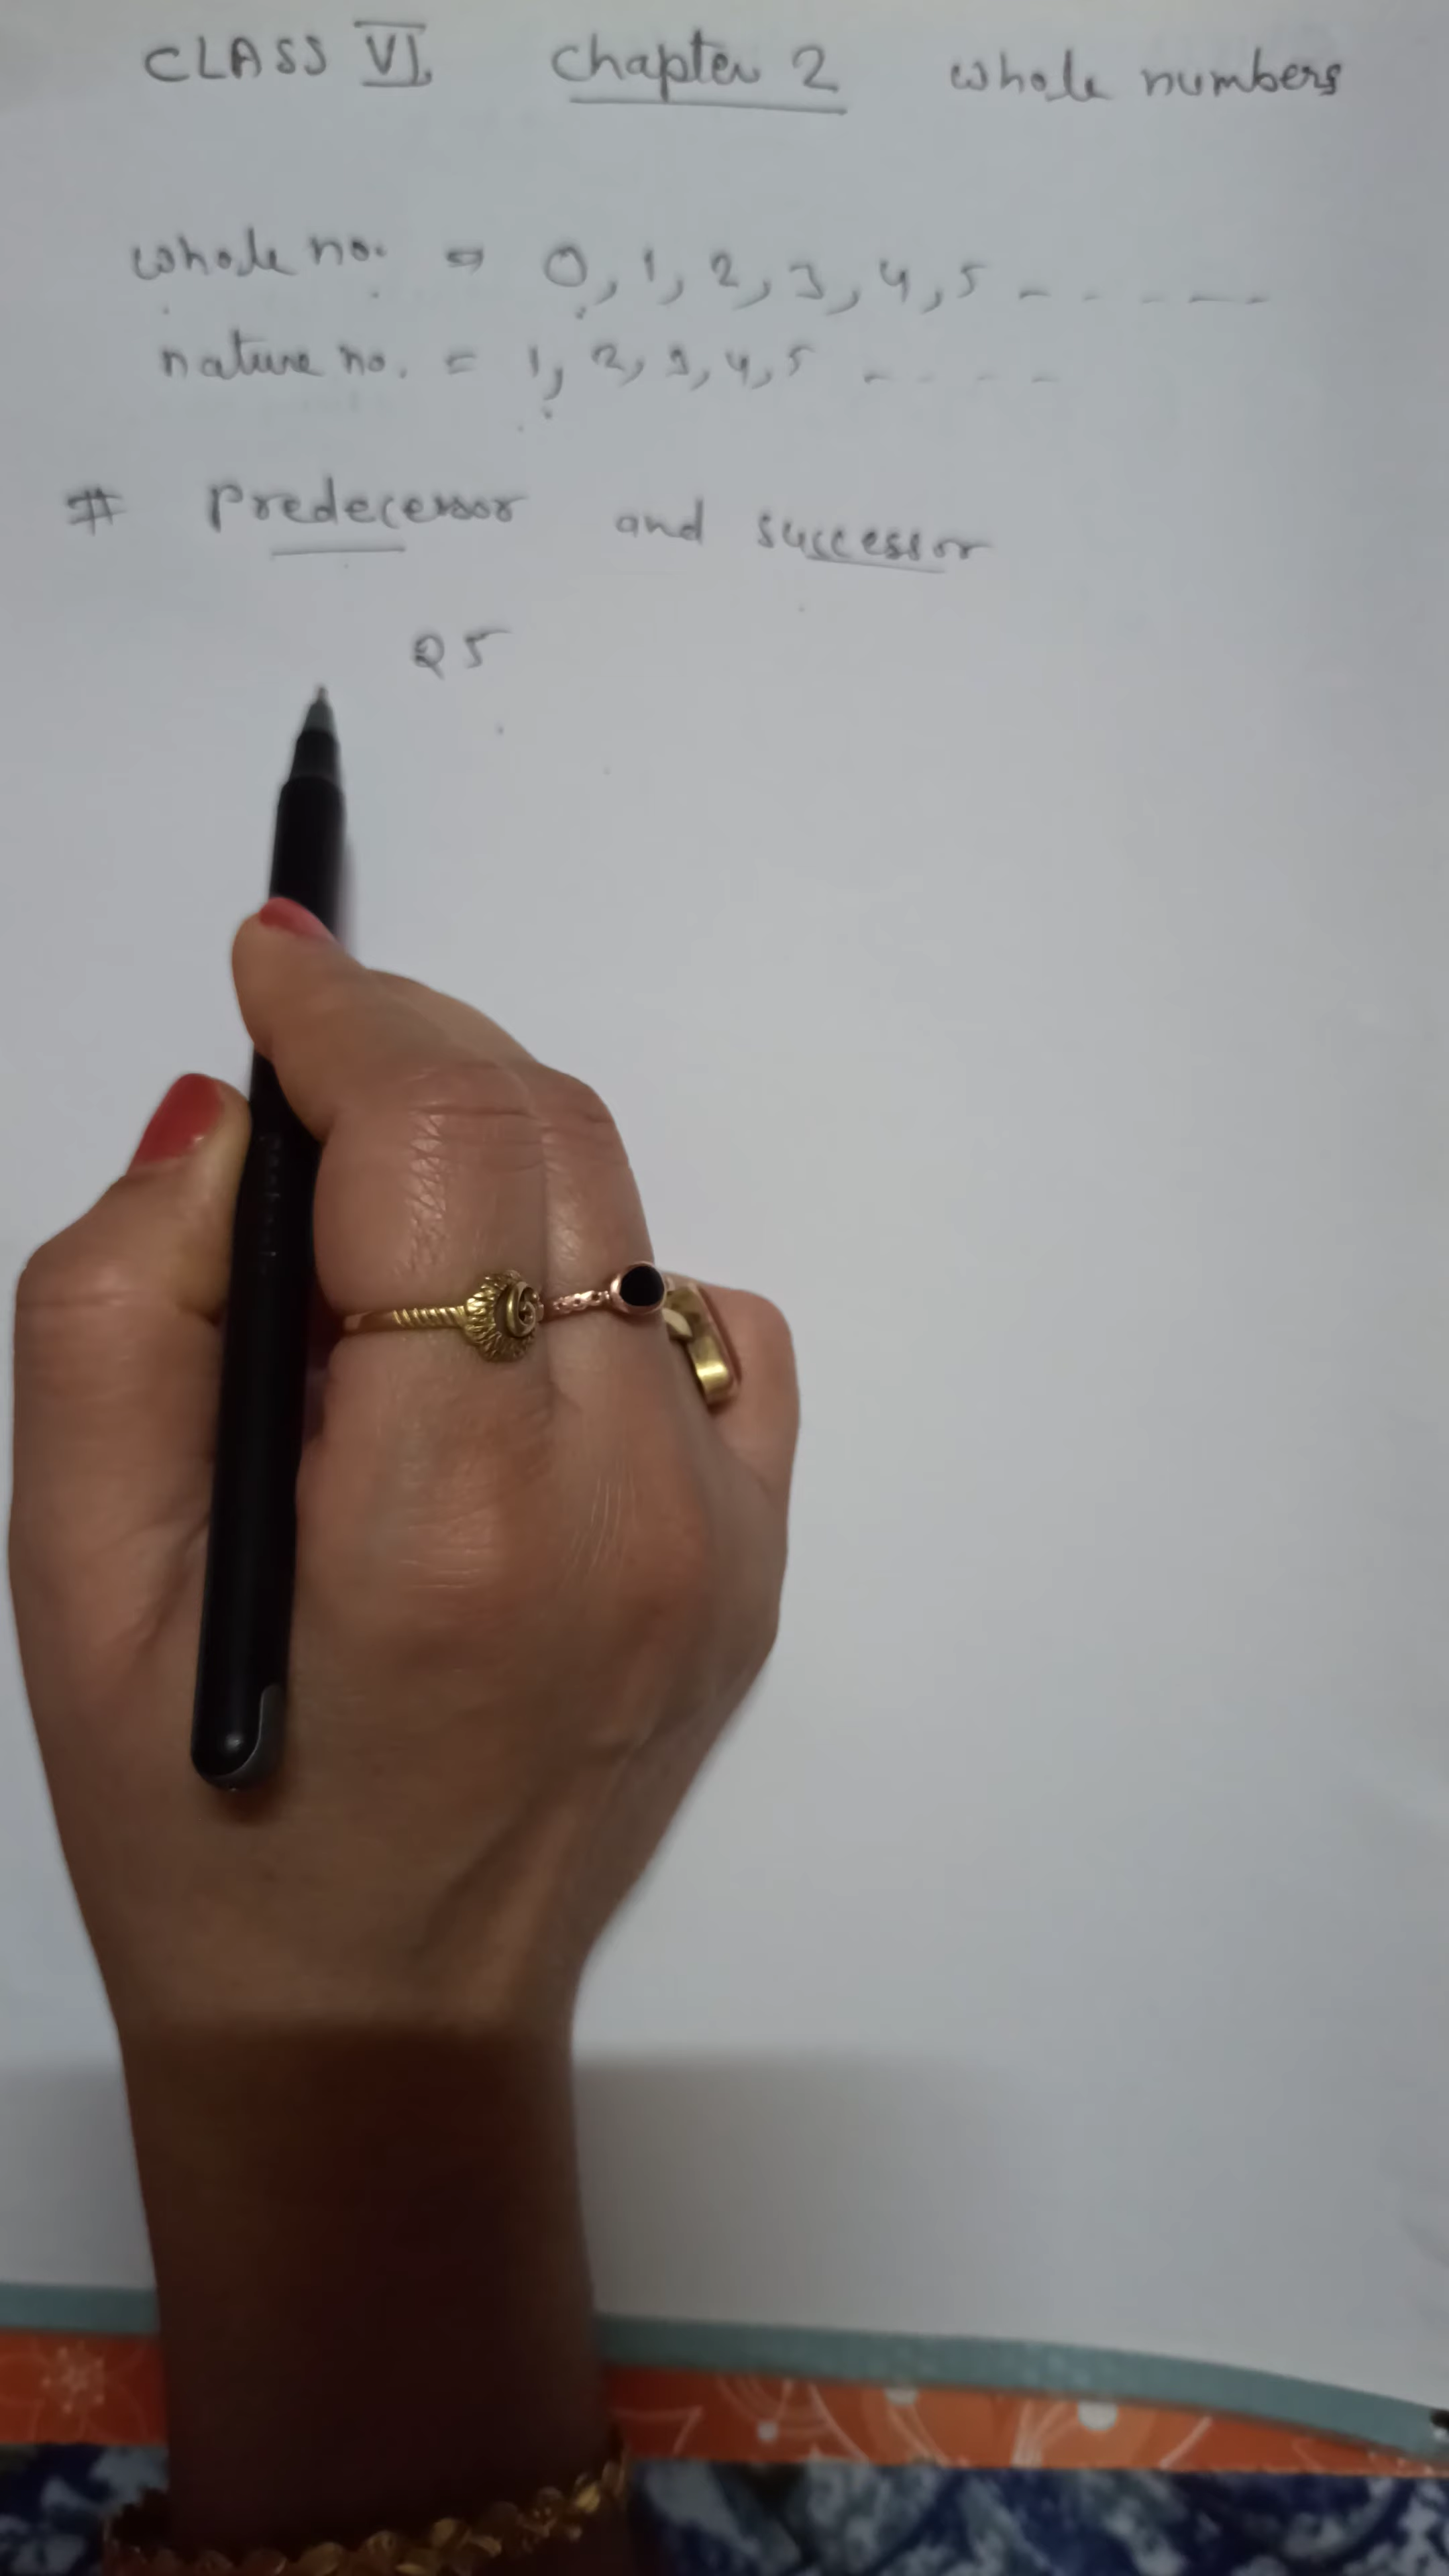 CLASS VI. Chapter 2 whole numbers
whole no. = 0, 1, 2, 3, 4, 5 - - - - -
nature no. = 1, 2, 3, 4, 5 - - - -
# Predecessor and successor
25